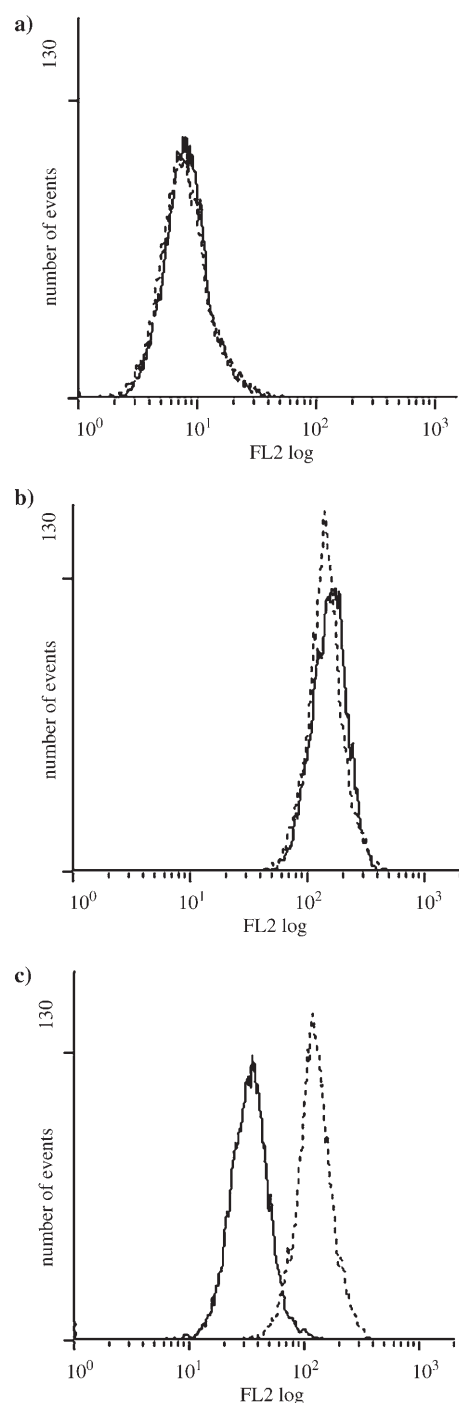 a)
130
number of events
10⁰ 10¹ 10² 10³
FL2 log
b)
130
number of events
10⁰ 10¹ 10² 10³
FL2 log
c)
130
number of events
10⁰ 10¹ 10² 10³
FL2 log